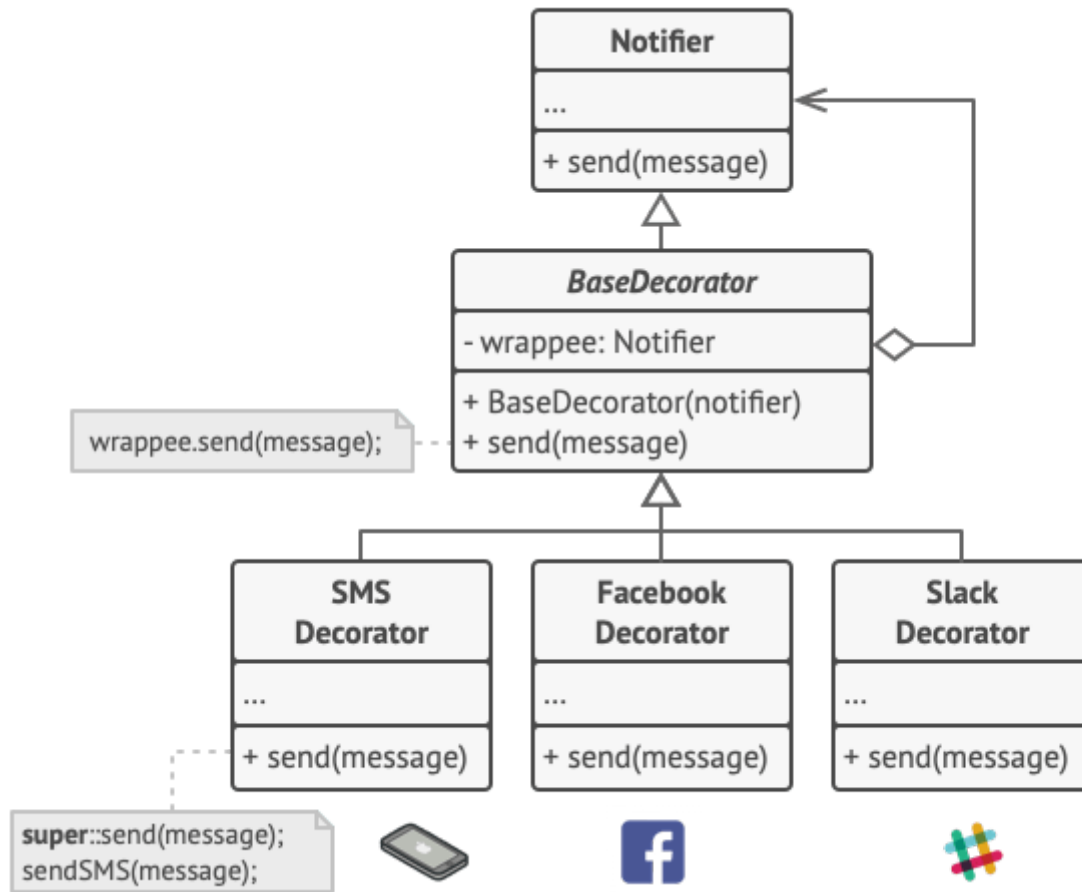 Notifier
...
+ send(message)
BaseDecorator
- wrappee: Notifier
+ BaseDecorator(notifier)
+ send(message)
wrappee.send(message);
SMS
Decorator
...
+ send(message)
Facebook
Decorator
...
+ send(message)
Slack
Decorator
...
+ send(message)
super::send(message);
sendSMS(message);
f